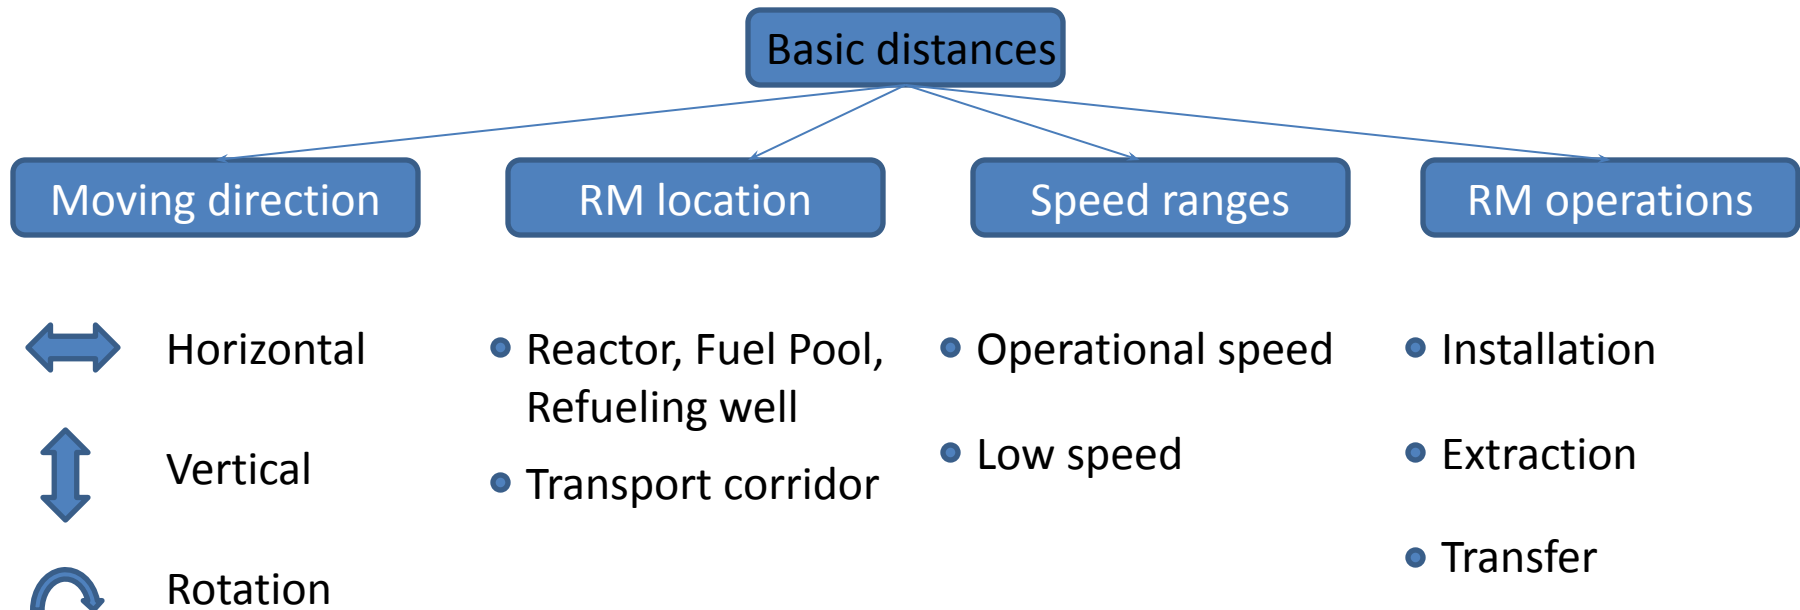 Basic distances
Moving direction
RM location
Speed ranges
RM operations
Horizontal
Vertical
Rotation
Reactor, Fuel Pool,
Refueling well
Transport corridor
Operational speed
Low speed
Installation
Extraction
Transfer